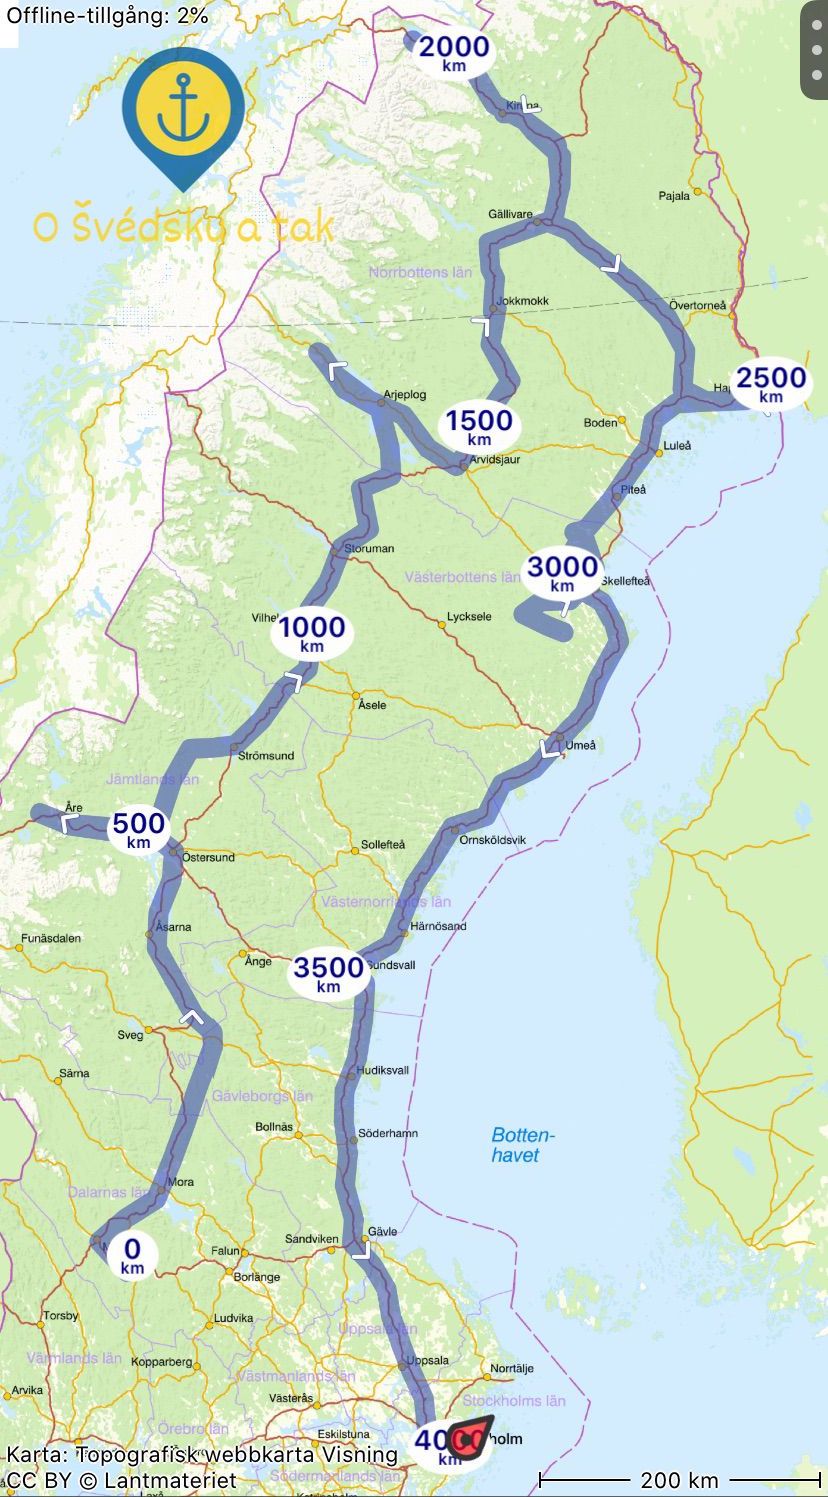 Offline-tillgång: 2%
2000
km
Kiruna
Pajala
O Švédsku a tak
Gällivare
Norrbottens län
Jokkmokk
Övertorneå
Arjeplog
2500
km
1500
km
Boden
Luleå
Arvidsjaur
Piteå
Storuman
Västerbottens län
3000
km
Skellefteå
Lycksele
1000
km
Åsele
Umeå
Strömsund
Jämtlands län
Åre
500
km
Örnsköldsvik
Sollefteå
Östersund
Västernorrlands län
Åsarna
Härnösand
Funäsdalen
Ånge
3500
km
Sundsvall
Sveg
Hudiksvall
Särna
Gävleborgs län
Bollnäs
Söderhamn
Botten-
havet
Mora
Dalarnas län
0
km
Gävle
Sandviken
Falun
Borlänge
Torsby
Ludvika
Uppsala län
Värmlands län
Kopparberg
Uppsala
Norrtälje
Västmanlands län
Arvika
Västerås
Stockholms län
Örebro län
Eskilstuna
40
km
holm
Karta: Topografisk webbkarta Visning
CC BY © Lantmäteriet
Södermanlands län
200 km